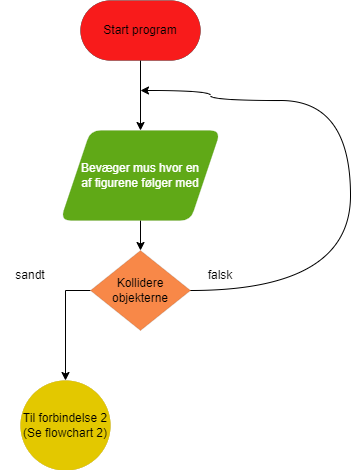 Start program
Bevæger mus hvor en
af figurene følger med
Kollidere
objekterne
sandt
falsk
Til forbindelse 2
(Se flowchart 2)